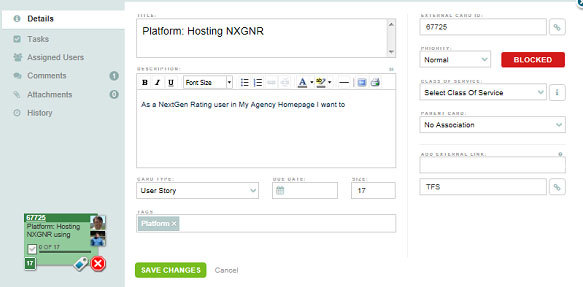 Details
Tasks
Assigned Users
Comments 1
Attachments 0
History
67725
Platform: Hosting
NXGNR using
0 OF 17
17
TITLE:
Platform: Hosting NXGNR
DESCRIPTION:
B I U Font Size
As a NextGen Rating user in My Agency Homepage I want to
CARD TYPE: DUE DATE: SIZE:
User Story 17
TAGS
Platform ×
SAVE CHANGES Cancel
EXTERNAL CARD ID:
67725
PRIORITY:
Normal BLOCKED
CLASS OF SERVICE:
Select Class Of Service
PARENT CARD:
No Association
ADD EXTERNAL LINK:
TFS